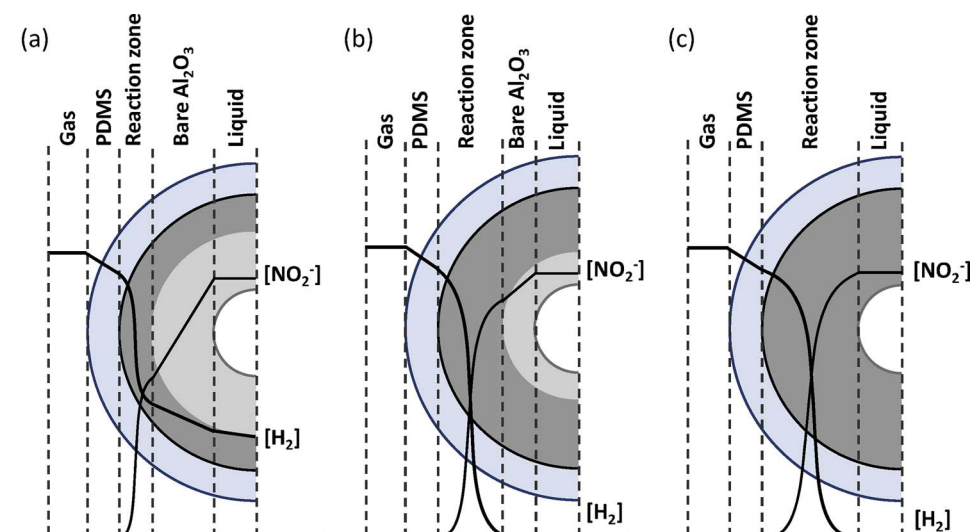 (a)
Gas
PDMS
Reaction zone
Bare Al₂O₃
Liquid
[NO₂⁻]
[H₂]
(b)
Gas
PDMS
Reaction zone
Bare Al₂O₃
Liquid
[NO₂⁻]
[H₂]
(c)
Gas
PDMS
Reaction zone
Liquid
[NO₂⁻]
[H₂]